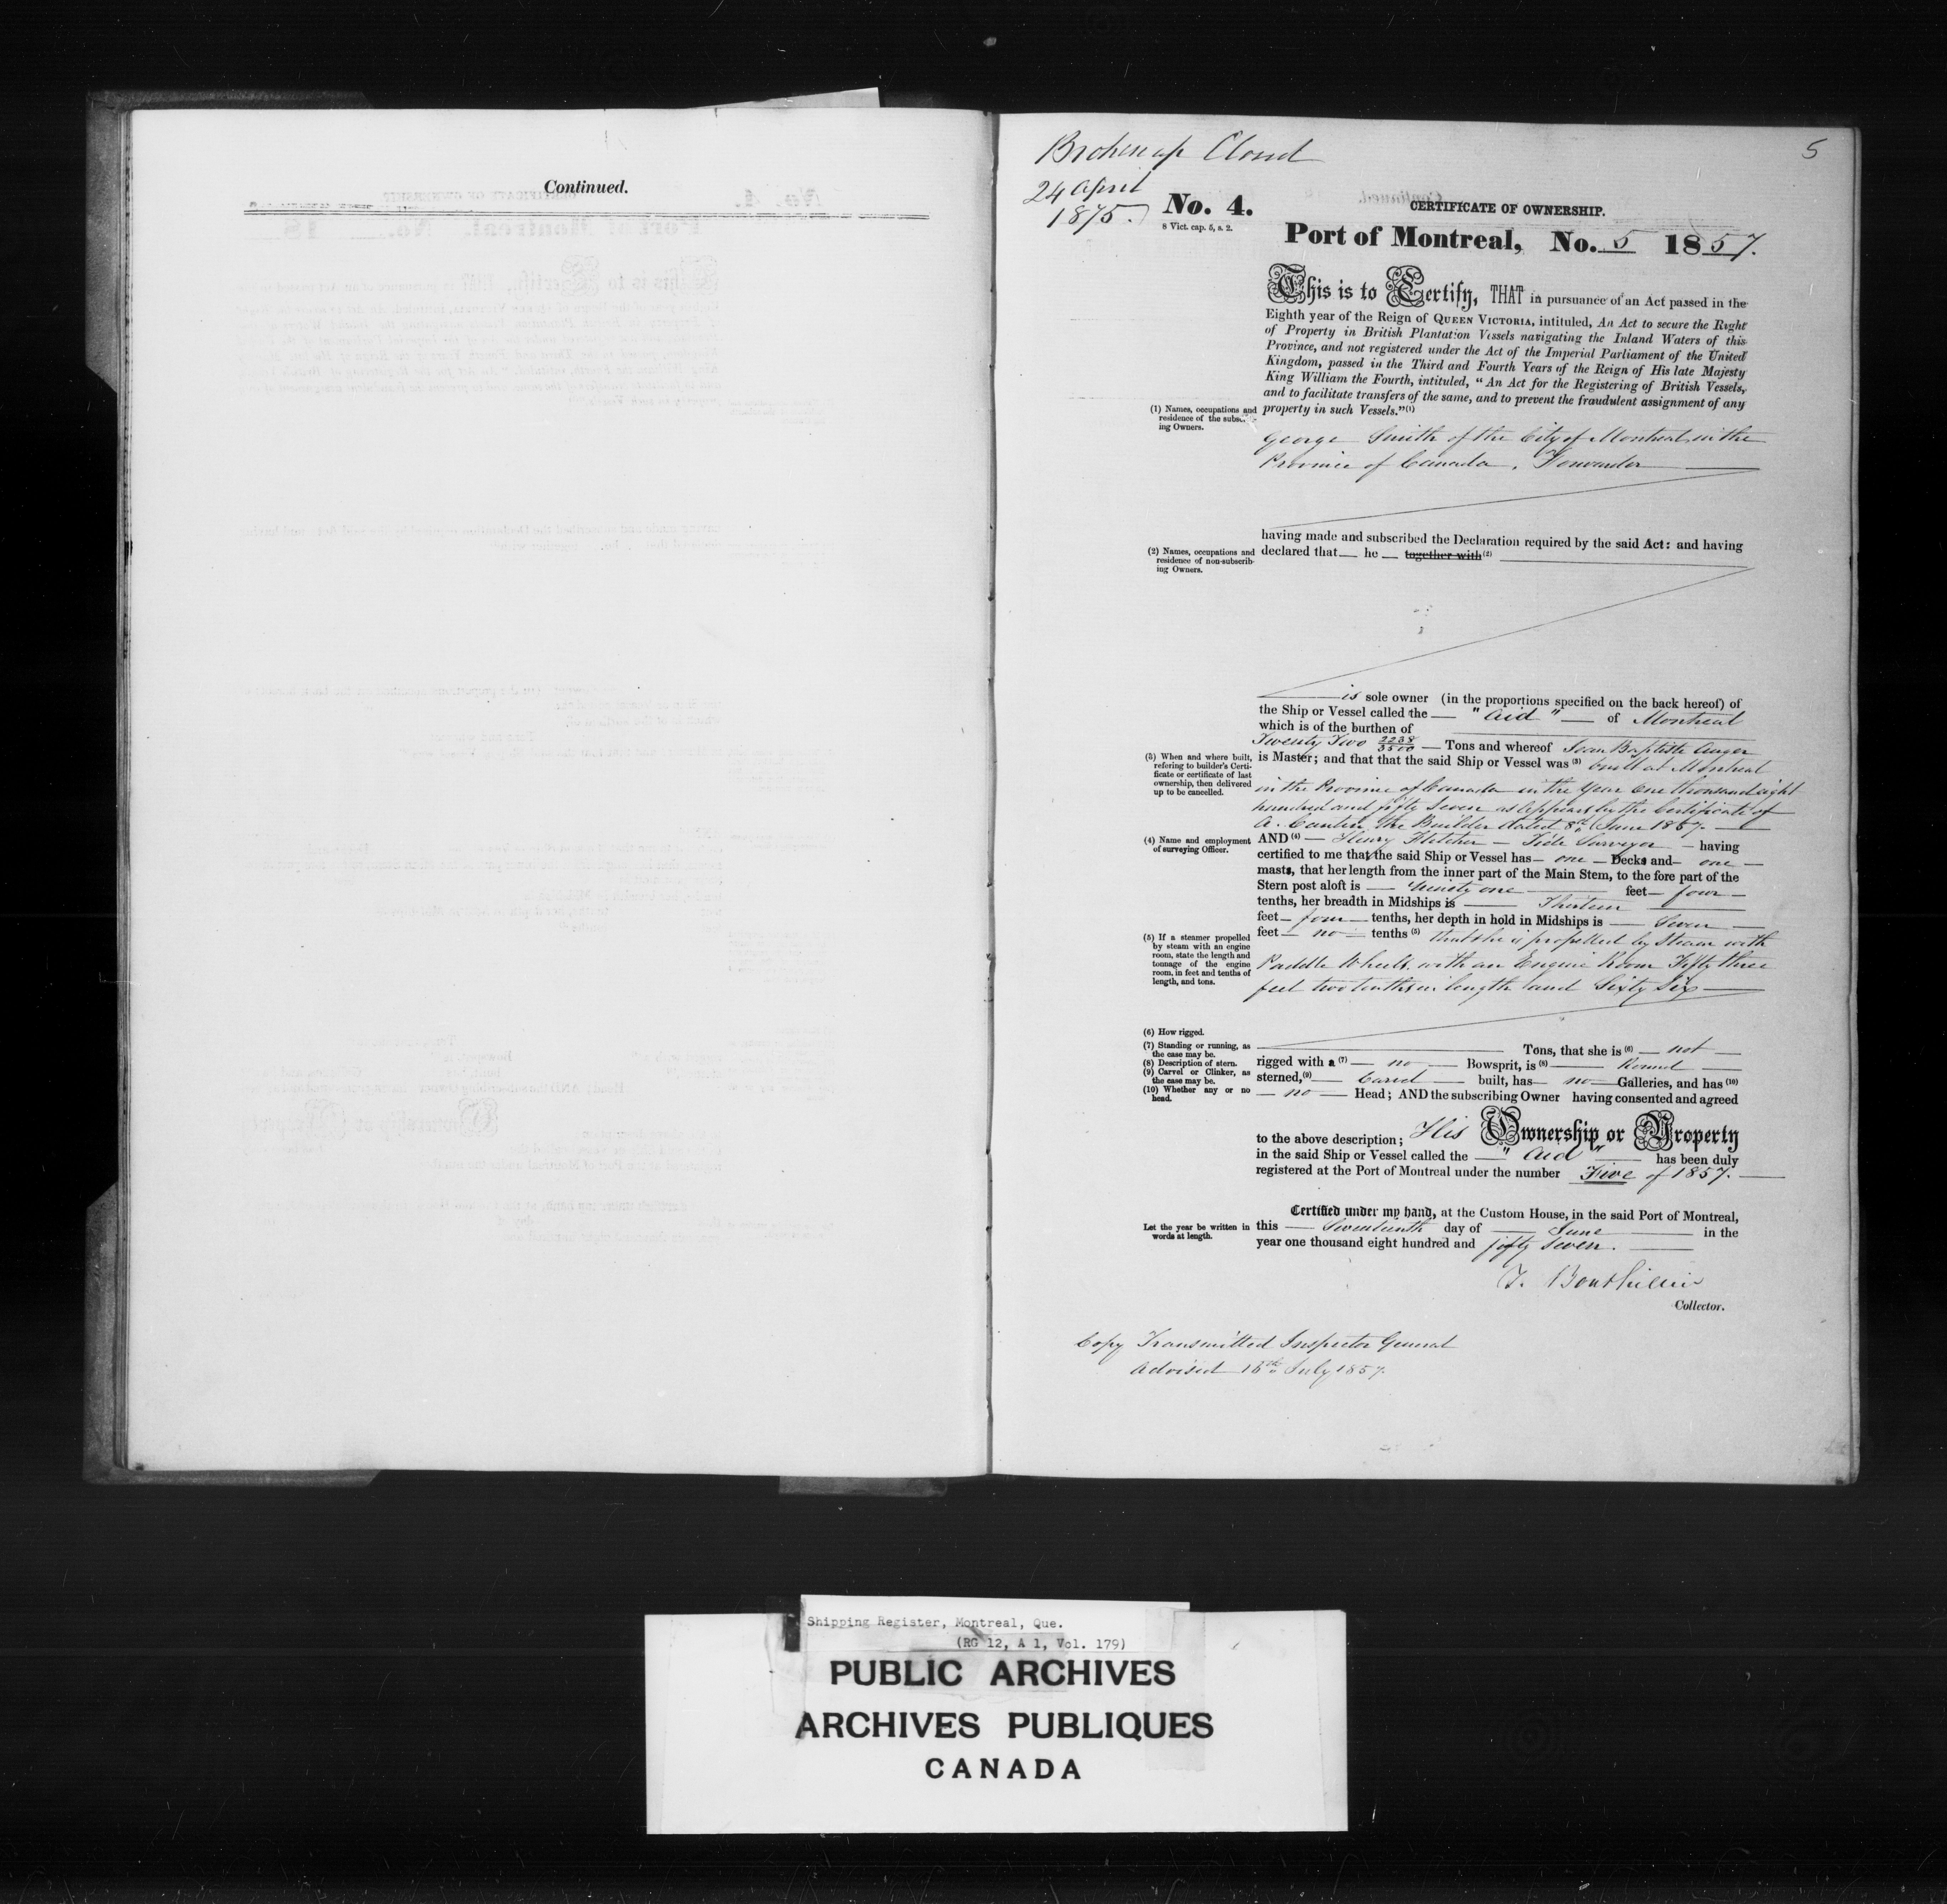 Continued.
Broken up Closed
24 April
1875.
5
No. 4.
8 Vict. cap. 5, s. 2.
CERTIFICATE OF OWNERSHIP.
Port of Montreal, No. 5 1857.
This is to Certify, THAT in pursuance of an Act passed in the
Eighth year of the Reign of QUEEN VICTORIA, intituled, An Act to secure the Right
of Property in British Plantation Vessels navigating the Inland Waters of this
Province, and not registered under the Act of the Imperial Parliament of the United
Kingdom, passed in the Third and Fourth Years of the Reign of His late Majesty
King William the Fourth, intituled, "An Act for the Registering of British Vessels,
and to facilitate transfers of the same, and to prevent the fraudulent assignment of any
property in such Vessels."(1)
(1) Names, occupations and
residence of the subscrib-
ing Owners.
George Smith of the City of Montreal in the
Province of Canada, Forwarder
having made and subscribed the Declaration required by the said Act: and having
declared that he together with (2)
(2) Names, occupations and
residence of non-subscrib-
ing Owners.
is sole owner (in the proportions specified on the back hereof) of
the Ship or Vessel called the "Aid" of Montreal
which is of the burthen of
Twenty Two 2238/3500 Tons and whereof Jean Baptiste Auger
is Master; and that that the said Ship or Vessel was (3) built at Montreal
(3) When and where built,
refering to builder's Certi-
ficate or certificate of last
ownership, then delivered
up to be cancelled.
in the Province of Canada in the Year One thousand eight
hundred and fifty seven as appears by the Certificate of
A. Cantin the Builder dated 8th June 1857.
(4) Name and employment
of surveying Officer.
AND (4) Henry Fletcher Tide Surveyor having
certified to me that the said Ship or Vessel has one Decks and one
masts, that her length from the inner part of the Main Stem, to the fore part of the
Stern post aloft is Ninety one feet four
tenths, her breadth in Midships is Thirteen
feet four tenths, her depth in hold in Midships is Seven
feet no tenths (5) that she is propelled by Steam with
(5) If a steamer propelled
by steam with an engine
room, state the length and
tonnage of the engine
room, in feet and tenths of
length, and tons.
Paddle Wheels, with an Engine Room Fifty three
feet two tenths in length and Sixty Six
(6) How rigged.
(7) Standing or running, as
the case may be.
(8) Description of stern.
(9) Carvel or Clinker, as
the case may be.
(10) Whether any or no
head.
Tons, that she is (6) not
rigged with a (7) no Bowsprit, is (8) Round
sterned, (9) Carvel built, has no Galleries, and has (10)
no Head; AND the subscribing Owner having consented and agreed
to the above description; His Ownership or Property
in the said Ship or Vessel called the "Aid" has been duly
registered at the Port of Montreal under the number Five of 1857.
Certified under my hand, at the Custom House, in the said Port of Montreal,
Let the year be written in
words at length.
this Seventeenth day of June in the
year one thousand eight hundred and fifty seven.
T. Bouthillier
Collector.
Copy Transmitted Inspector General
Advised 16th July 1857.
Shipping Register, Montreal, Que.
(RG 12, A 1, Vol. 179)
PUBLIC ARCHIVES
ARCHIVES PUBLIQUES
CANADA